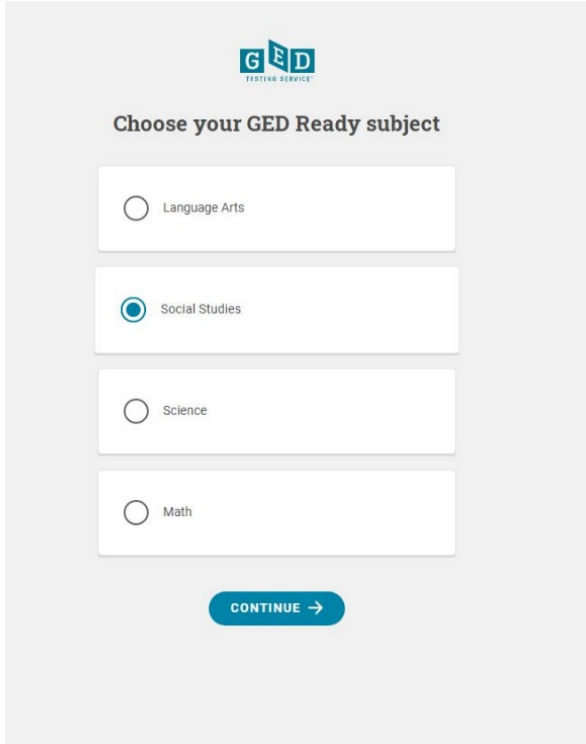 GED
TESTING SERVICE®
Choose your GED Ready subject
Language Arts
Social Studies
Science
Math
CONTINUE →